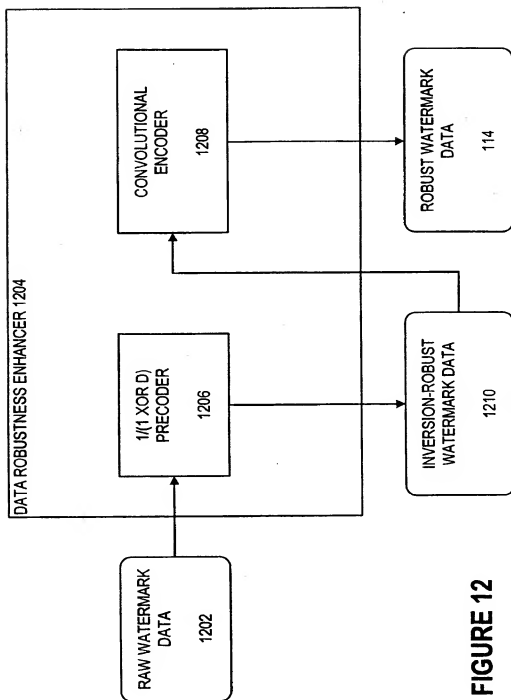 DATA ROBUSTNESS ENHANCER 1204
RAW WATERMARK
DATA
1202
1/(1 XOR D)
PRECODER
1206
CONVOLUTIONAL
ENCODER
1208
INVERSION-ROBUST
WATERMARK DATA
1210
ROBUST WATERMARK
DATA
114
FIGURE 12